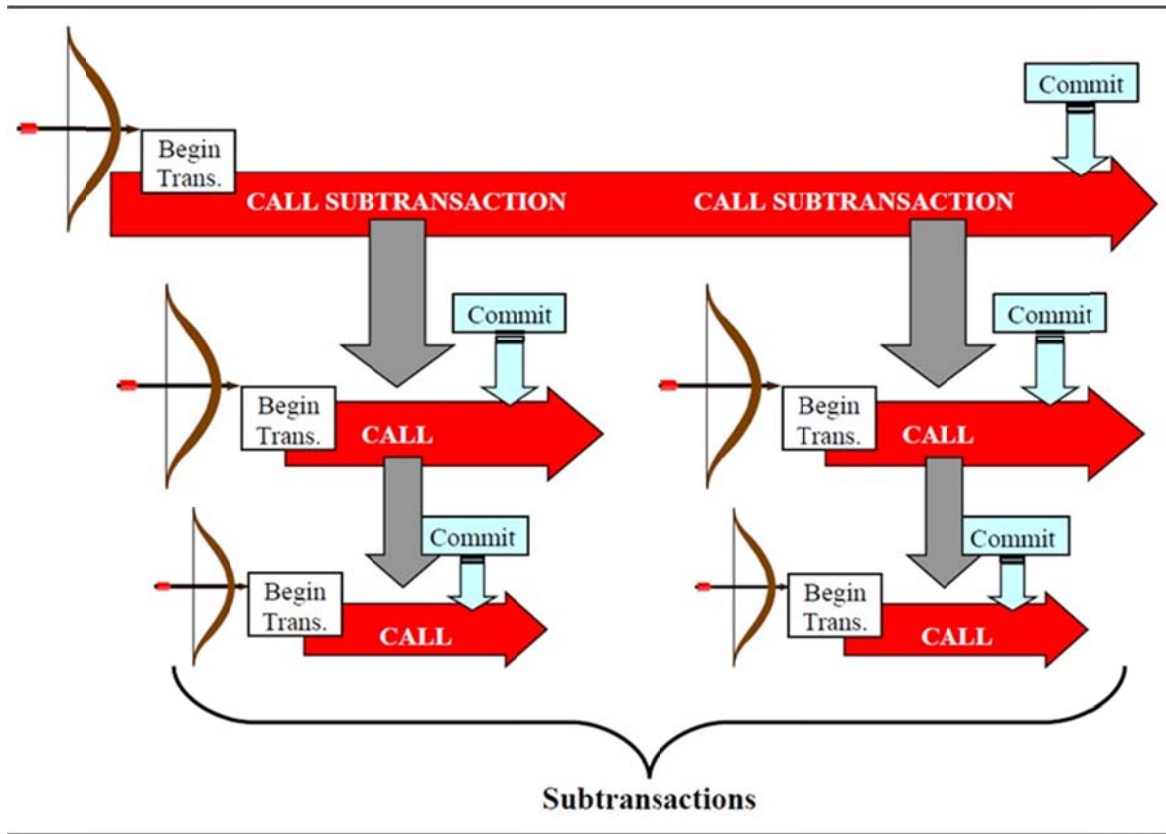 Commit
Begin
Trans.
CALL SUBTRANSACTION CALL SUBTRANSACTION
Commit Commit
Begin
Trans.
CALL
Begin
Trans.
CALL
Commit Commit
Begin
Trans.
CALL
Begin
Trans.
CALL
Subtransactions